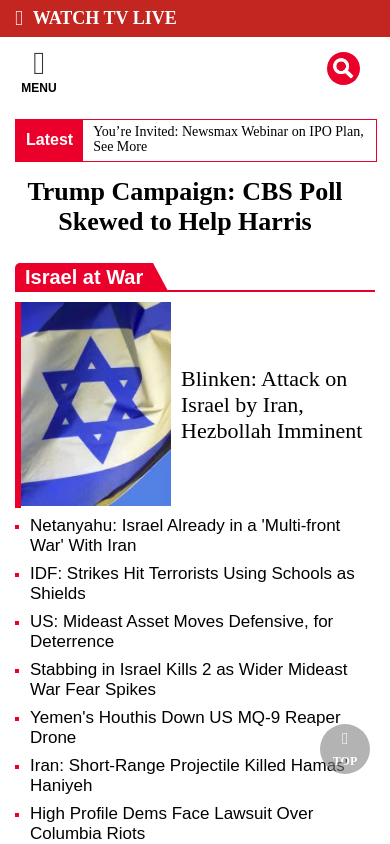 WATCH TV LIVE
MENU
Latest
You’re Invited: Newsmax Webinar on IPO Plan,
See More
Trump Campaign: CBS Poll
Skewed to Help Harris
Israel at War
Blinken: Attack on
Israel by Iran,
Hezbollah Imminent
Netanyahu: Israel Already in a 'Multi-front
War' With Iran
IDF: Strikes Hit Terrorists Using Schools as
Shields
US: Mideast Asset Moves Defensive, for
Deterrence
Stabbing in Israel Kills 2 as Wider Mideast
War Fear Spikes
Yemen's Houthis Down US MQ-9 Reaper
Drone
Iran: Short-Range Projectile Killed Hamas'
Haniyeh
TOP
High Profile Dems Face Lawsuit Over
Columbia Riots